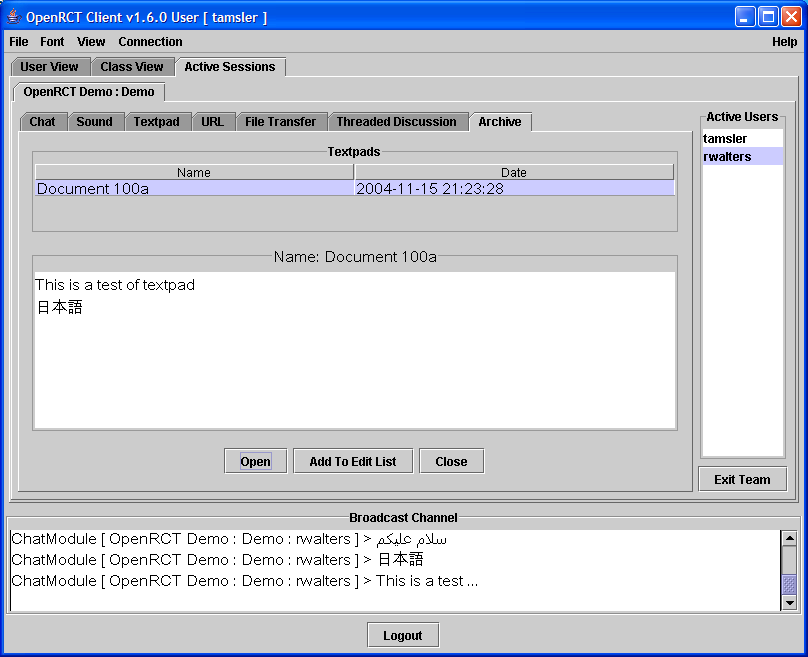 OpenRCT Client v1.6.0 User [ tamsler ]
File Font View Connection Help
User View Class View Active Sessions
OpenRCT Demo : Demo
Chat Sound Textpad URL File Transfer Threaded Discussion Archive
Textpads
Name Date
Document 100a 2004-11-15 21:23:28
Name: Document 100a
This is a test of textpad
日本語
Open Add To Edit List Close
Active Users
tamsler
rwalters
Exit Team
Broadcast Channel
ChatModule [ OpenRCT Demo : Demo : rwalters ] > سلام علیکم
ChatModule [ OpenRCT Demo : Demo : rwalters ] > 日本語
ChatModule [ OpenRCT Demo : Demo : rwalters ] > This is a test ...
Logout